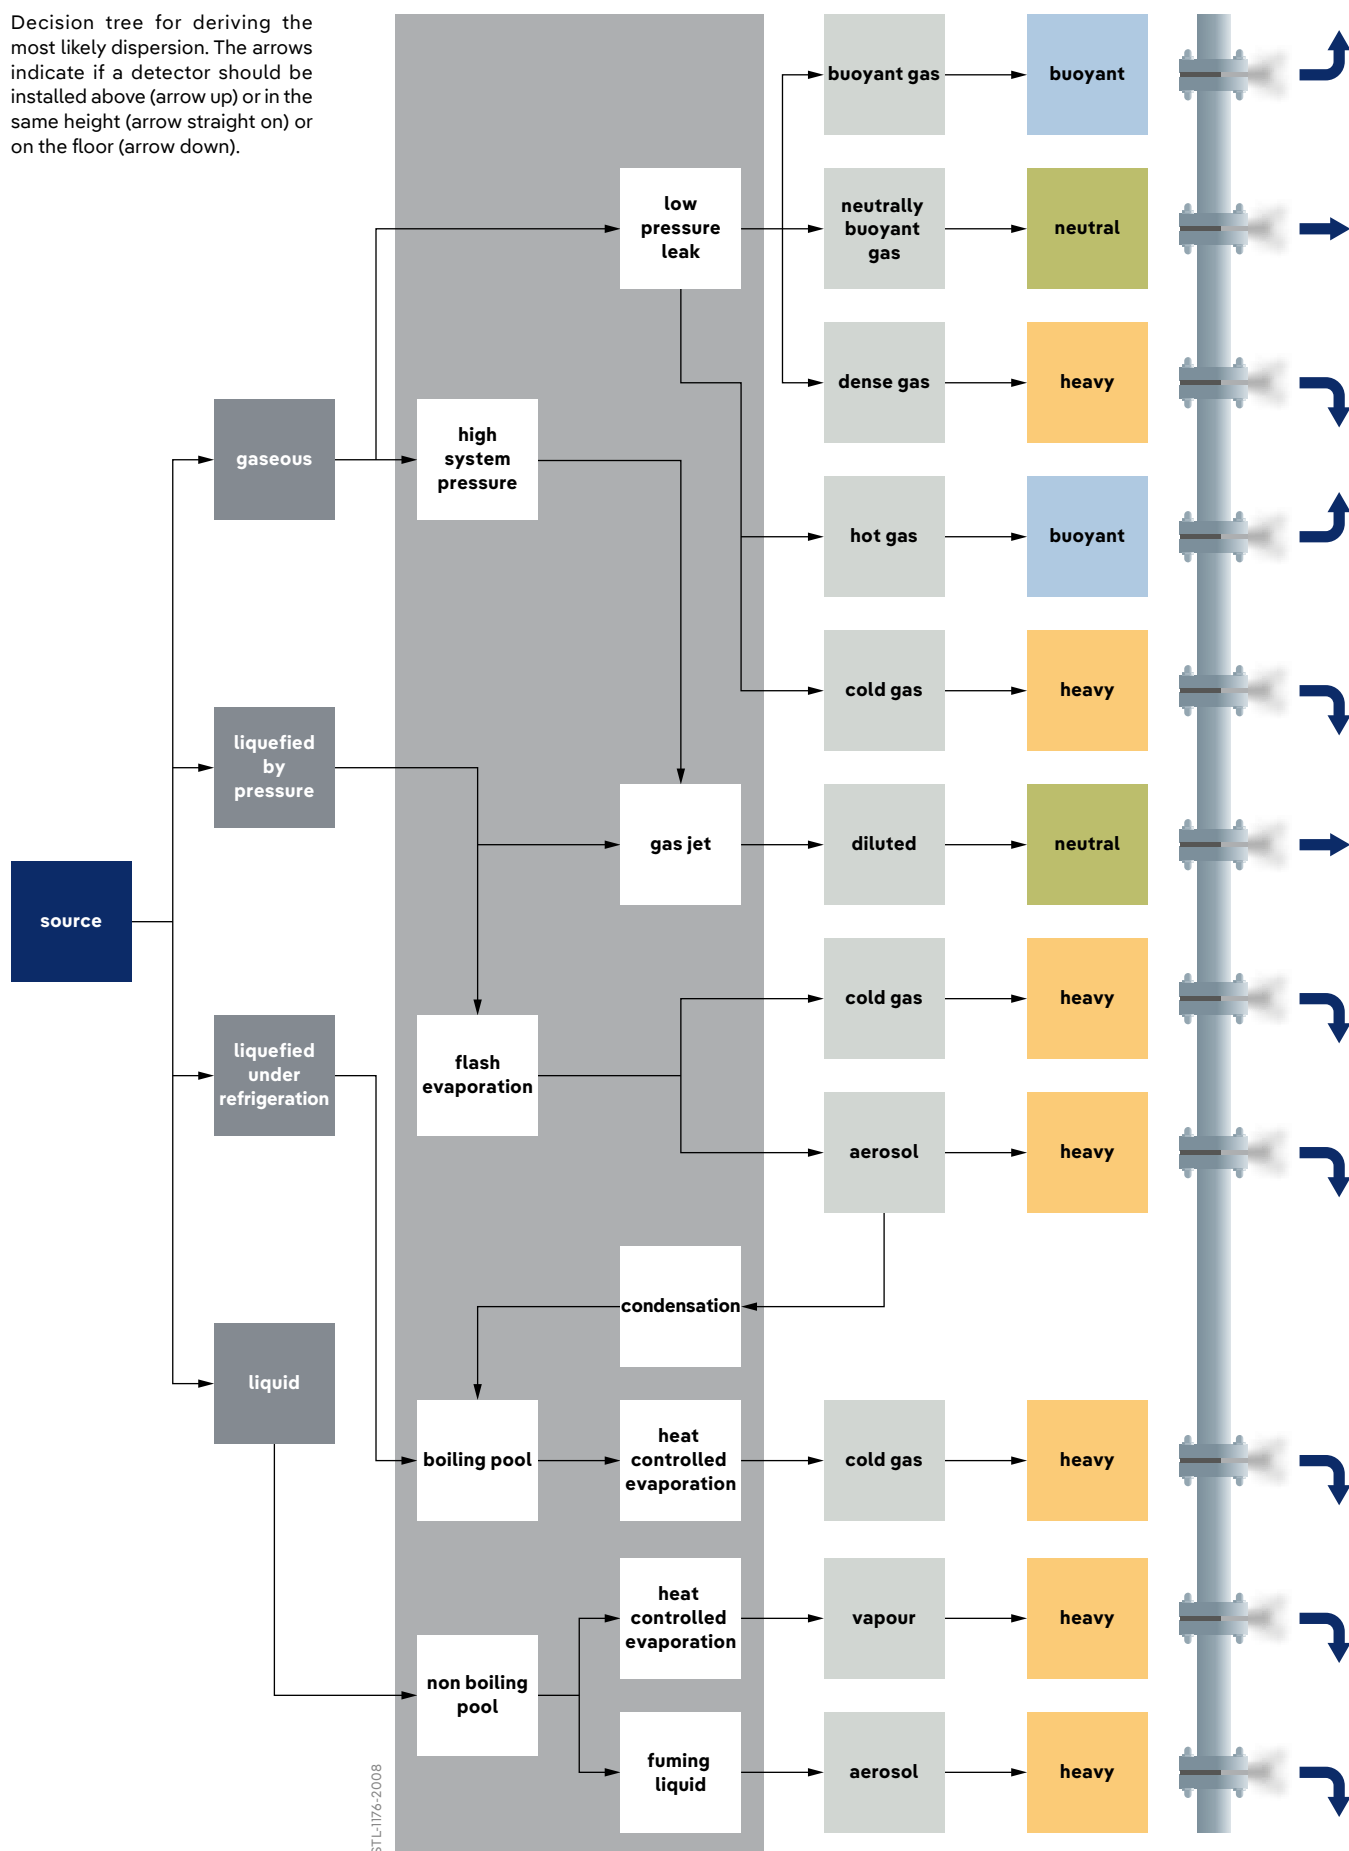 Decision tree for deriving the
most likely dispersion. The arrows
indicate if a detector should be
installed above (arrow up) or in the
same height (arrow straight on) or
on the floor (arrow down).
buoyant gas
buoyant
low
pressure
leak
neutrally
buoyant
gas
neutral
dense gas
heavy
gaseous
high
system
pressure
hot gas
buoyant
cold gas
heavy
liquefied
by
pressure
gas jet
diluted
neutral
source
cold gas
heavy
liquefied
under
refrigeration
flash
evaporation
aerosol
heavy
condensation
liquid
boiling pool
heat
controlled
evaporation
cold gas
heavy
heat
controlled
evaporation
vapour
heavy
non boiling
pool
fuming
liquid
aerosol
heavy
STL-1176-2008